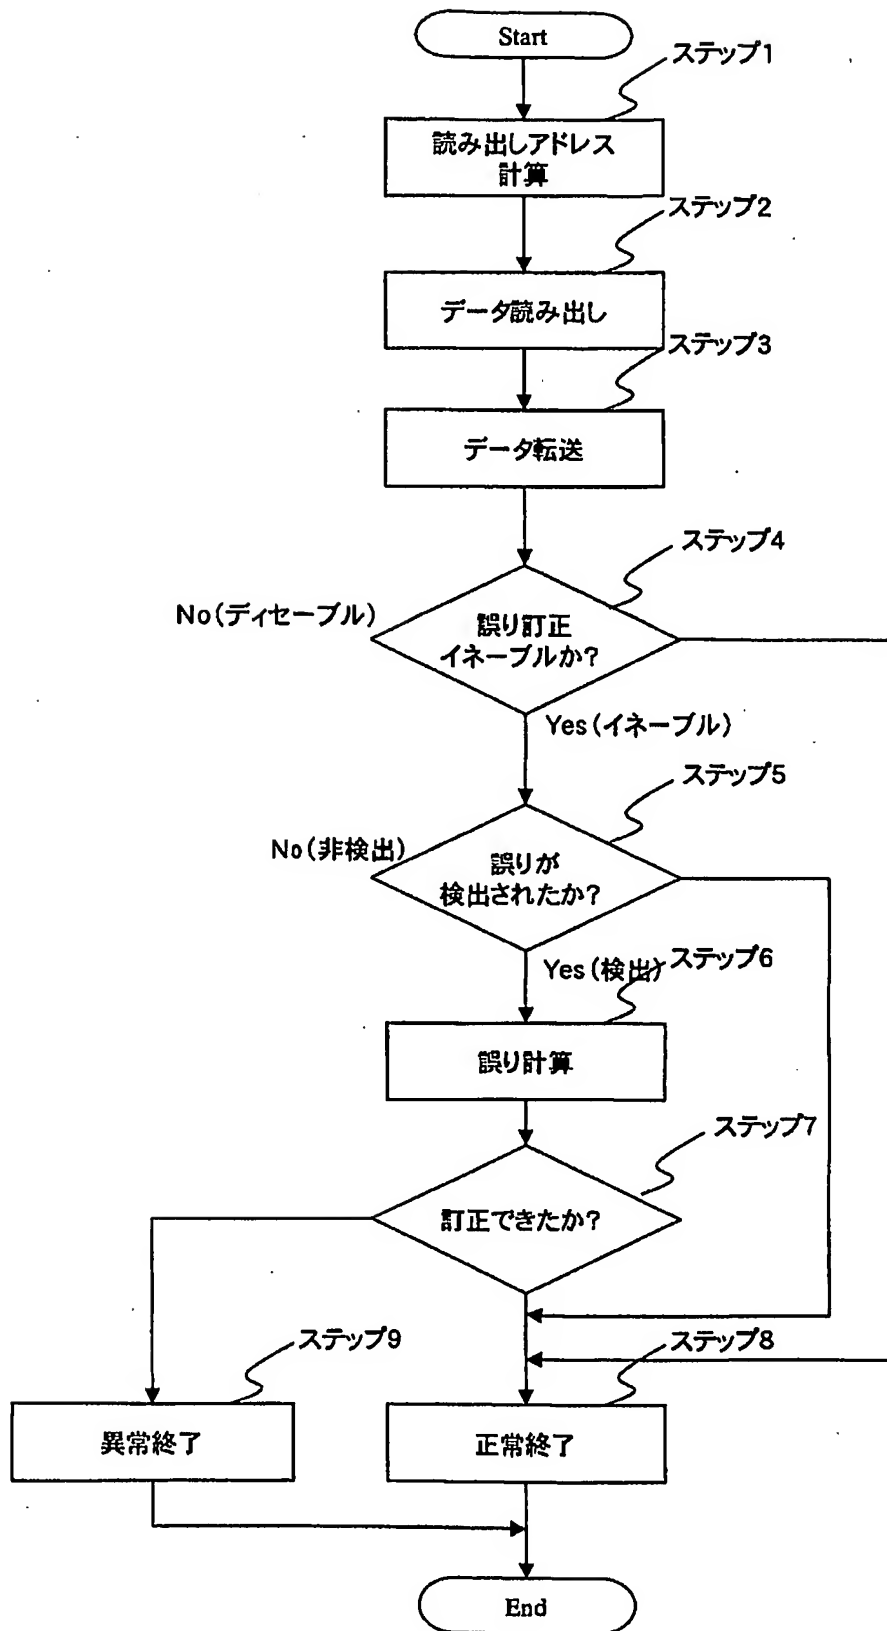 Start
ステップ1
読み出しアドレス
計算
ステップ2
データ読み出し
ステップ3
データ転送
ステップ4
No(ディセーブル)
誤り訂正
イネーブルか?
Yes(イネーブル)
ステップ5
No(非検出)
誤りが
検出されたか?
Yes(検出)
ステップ6
誤り計算
ステップ7
訂正できたか?
ステップ9
ステップ8
異常終了
正常終了
End